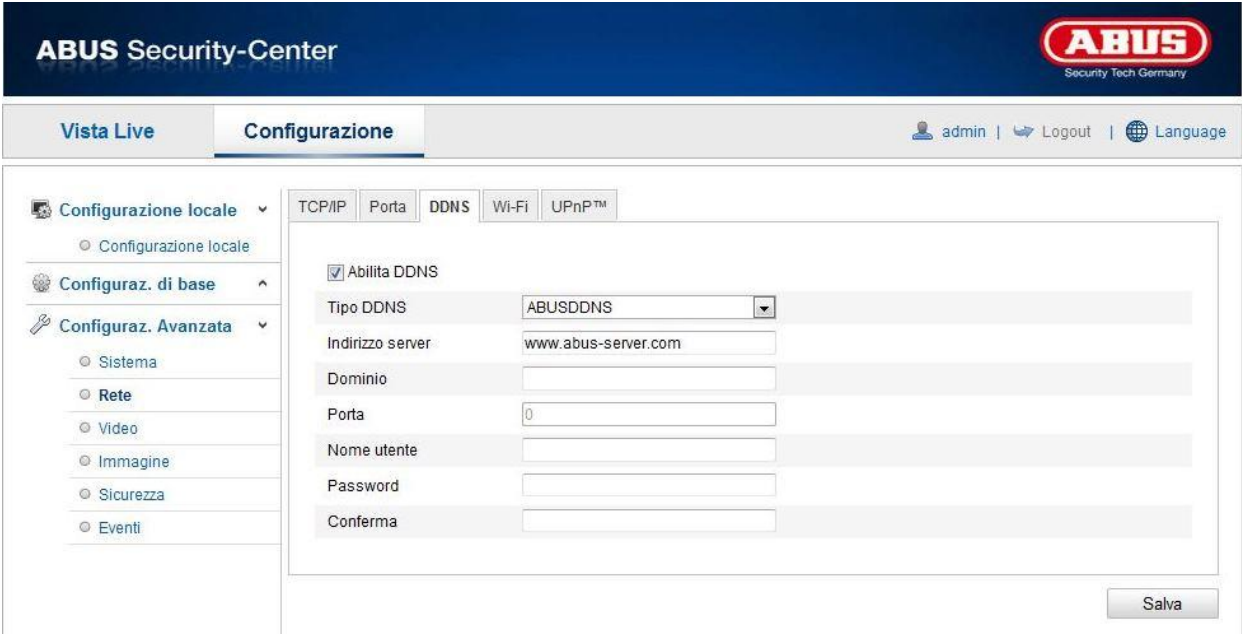 ABUS Security-Center
ABUS
Security Tech Germany
Vista Live
Configurazione
admin | Logout | Language
Configurazione locale
Configurazione locale
Configuraz. di base
Configuraz. Avanzata
Sistema
Rete
Video
Immagine
Sicurezza
Eventi
TCP/IP Porta DDNS Wi-Fi UPnP™
Abilita DDNS
Tipo DDNS ABUSDDNS
Indirizzo server www.abus-server.com
Dominio
Porta 0
Nome utente
Password
Conferma
Salva